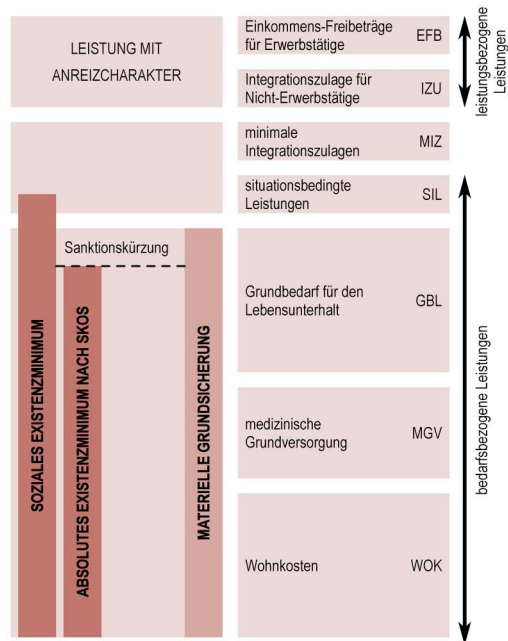 LEISTUNG MIT
ANREIZCHARAKTER
Einkommens-Freibeträge
für Erwerbstätige
EFB
Integrationszulage für
Nicht-Erwerbstätige
IZU
leistungsbezogene
Leistungen
minimale
Integrationszulagen
MIZ
situationsbedingte
Leistungen
SIL
Sanktionskürzung
SOZIALES EXISTENZMINIMUM
ABSOLUTES EXISTENZMINIMUM NACH SKOS
MATERIELLE GRUNDSICHERUNG
Grundbedarf für den
Lebensunterhalt
GBL
medizinische
Grundversorgung
MGV
Wohnkosten
WOK
bedarfsbezogene Leistungen